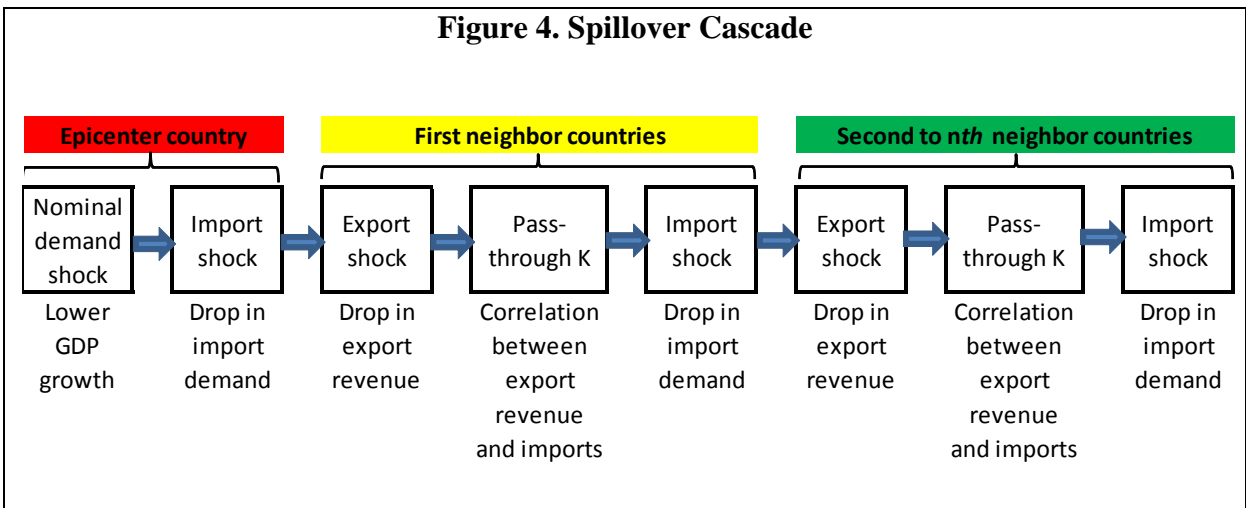 Figure 4. Spillover Cascade
Epicenter country
First neighbor countries
Second to nth neighbor countries
Nominal
demand
shock
Import
shock
Export
shock
Pass-
through K
Import
shock
Export
shock
Pass-
through K
Import
shock
Lower
GDP
growth
Drop in
import
demand
Drop in
export
revenue
Correlation
between
export
revenue
and imports
Drop in
import
demand
Drop in
export
revenue
Correlation
between
export
revenue
and imports
Drop in
import
demand